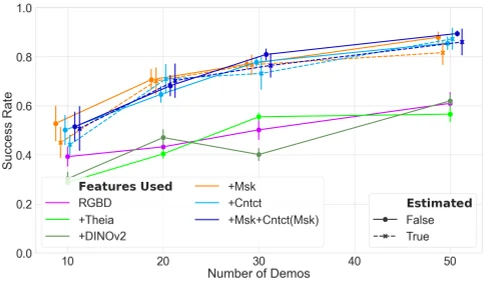 1.0
0.8
0.6
0.4
0.2
0.0
Success Rate
Features Used
RGBD
+Theia
+DINOv2
+Msk
+Cntct
+Msk+Cntct(Msk)
Estimated
False
True
10 20 30 40 50
Number of Demos